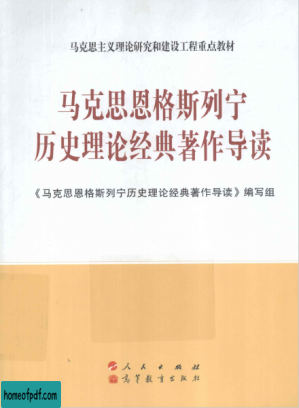 马克思主义理论研究和建设工程重点教材
马克思恩格斯列宁
历史理论经典著作导读
《马克思恩格斯列宁历史理论经典著作导读》编写组
人民出版社
高等教育出版社
homeofpdf.com